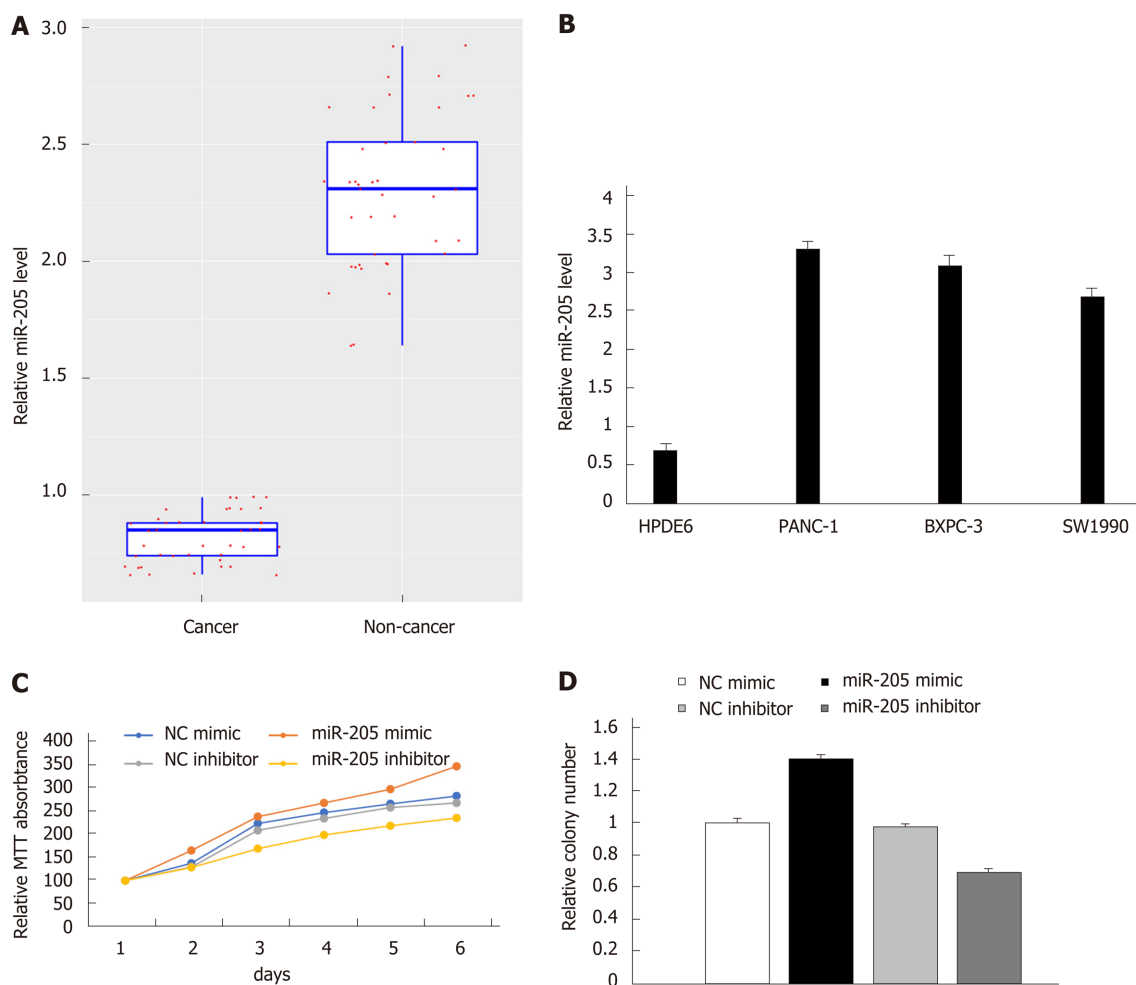 A
3.0
2.5
2.0
1.5
1.0
Relative miR-205 level
Cancer
Non-cancer
B
4
3.5
3
2.5
2
1.5
1
0.5
0
Relative miR-205 level
HPDE6
PANC-1
BXPC-3
SW1990
C
NC mimic
miR-205 mimic
NC inhibitor
miR-205 inhibitor
400
350
300
250
200
150
100
50
0
Relative MTT absorbtance
1
2
3
4
5
6
days
D
NC mimic
miR-205 mimic
NC inhibitor
miR-205 inhibitor
1.6
1.4
1.2
1
0.8
0.6
0.4
0.2
0
Relative colony number